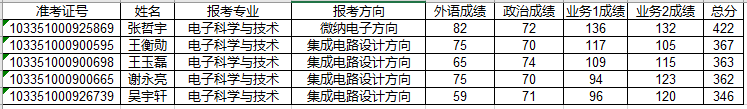 准考证号 姓名 报考专业 报考方向 外语成绩 政治成绩 业务1成绩 业务2成绩 总分
103351000925869 张哲宇 电子科学与技术 微纳电子方向 82 72 136 132 422
103351000900595 王衡勋 电子科学与技术 集成电路设计方向 75 70 117 105 367
103351000900698 王玉磊 电子科学与技术 集成电路设计方向 65 74 109 115 363
103351000900665 谢永亮 电子科学与技术 集成电路设计方向 75 70 94 123 362
103351000926739 吴宇轩 电子科学与技术 集成电路设计方向 59 71 96 120 346